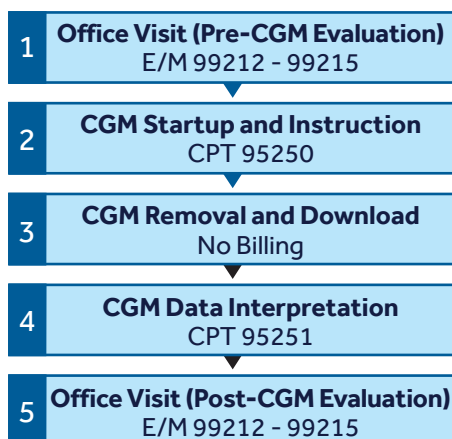 1
Office Visit (Pre-CGM Evaluation)
E/M 99212 - 99215
2
CGM Startup and Instruction
CPT 95250
3
CGM Removal and Download
No Billing
4
CGM Data Interpretation
CPT 95251
5
Office Visit (Post-CGM Evaluation)
E/M 99212 - 99215